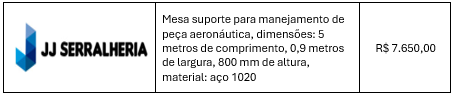 JJ SERRALHERIA
Mesa suporte para manejamento de
peça aeronáutica, dimensões: 5
metros de comprimento, 0,9 metros
de largura, 800 mm de altura,
material: aço 1020
R$ 7.650,00